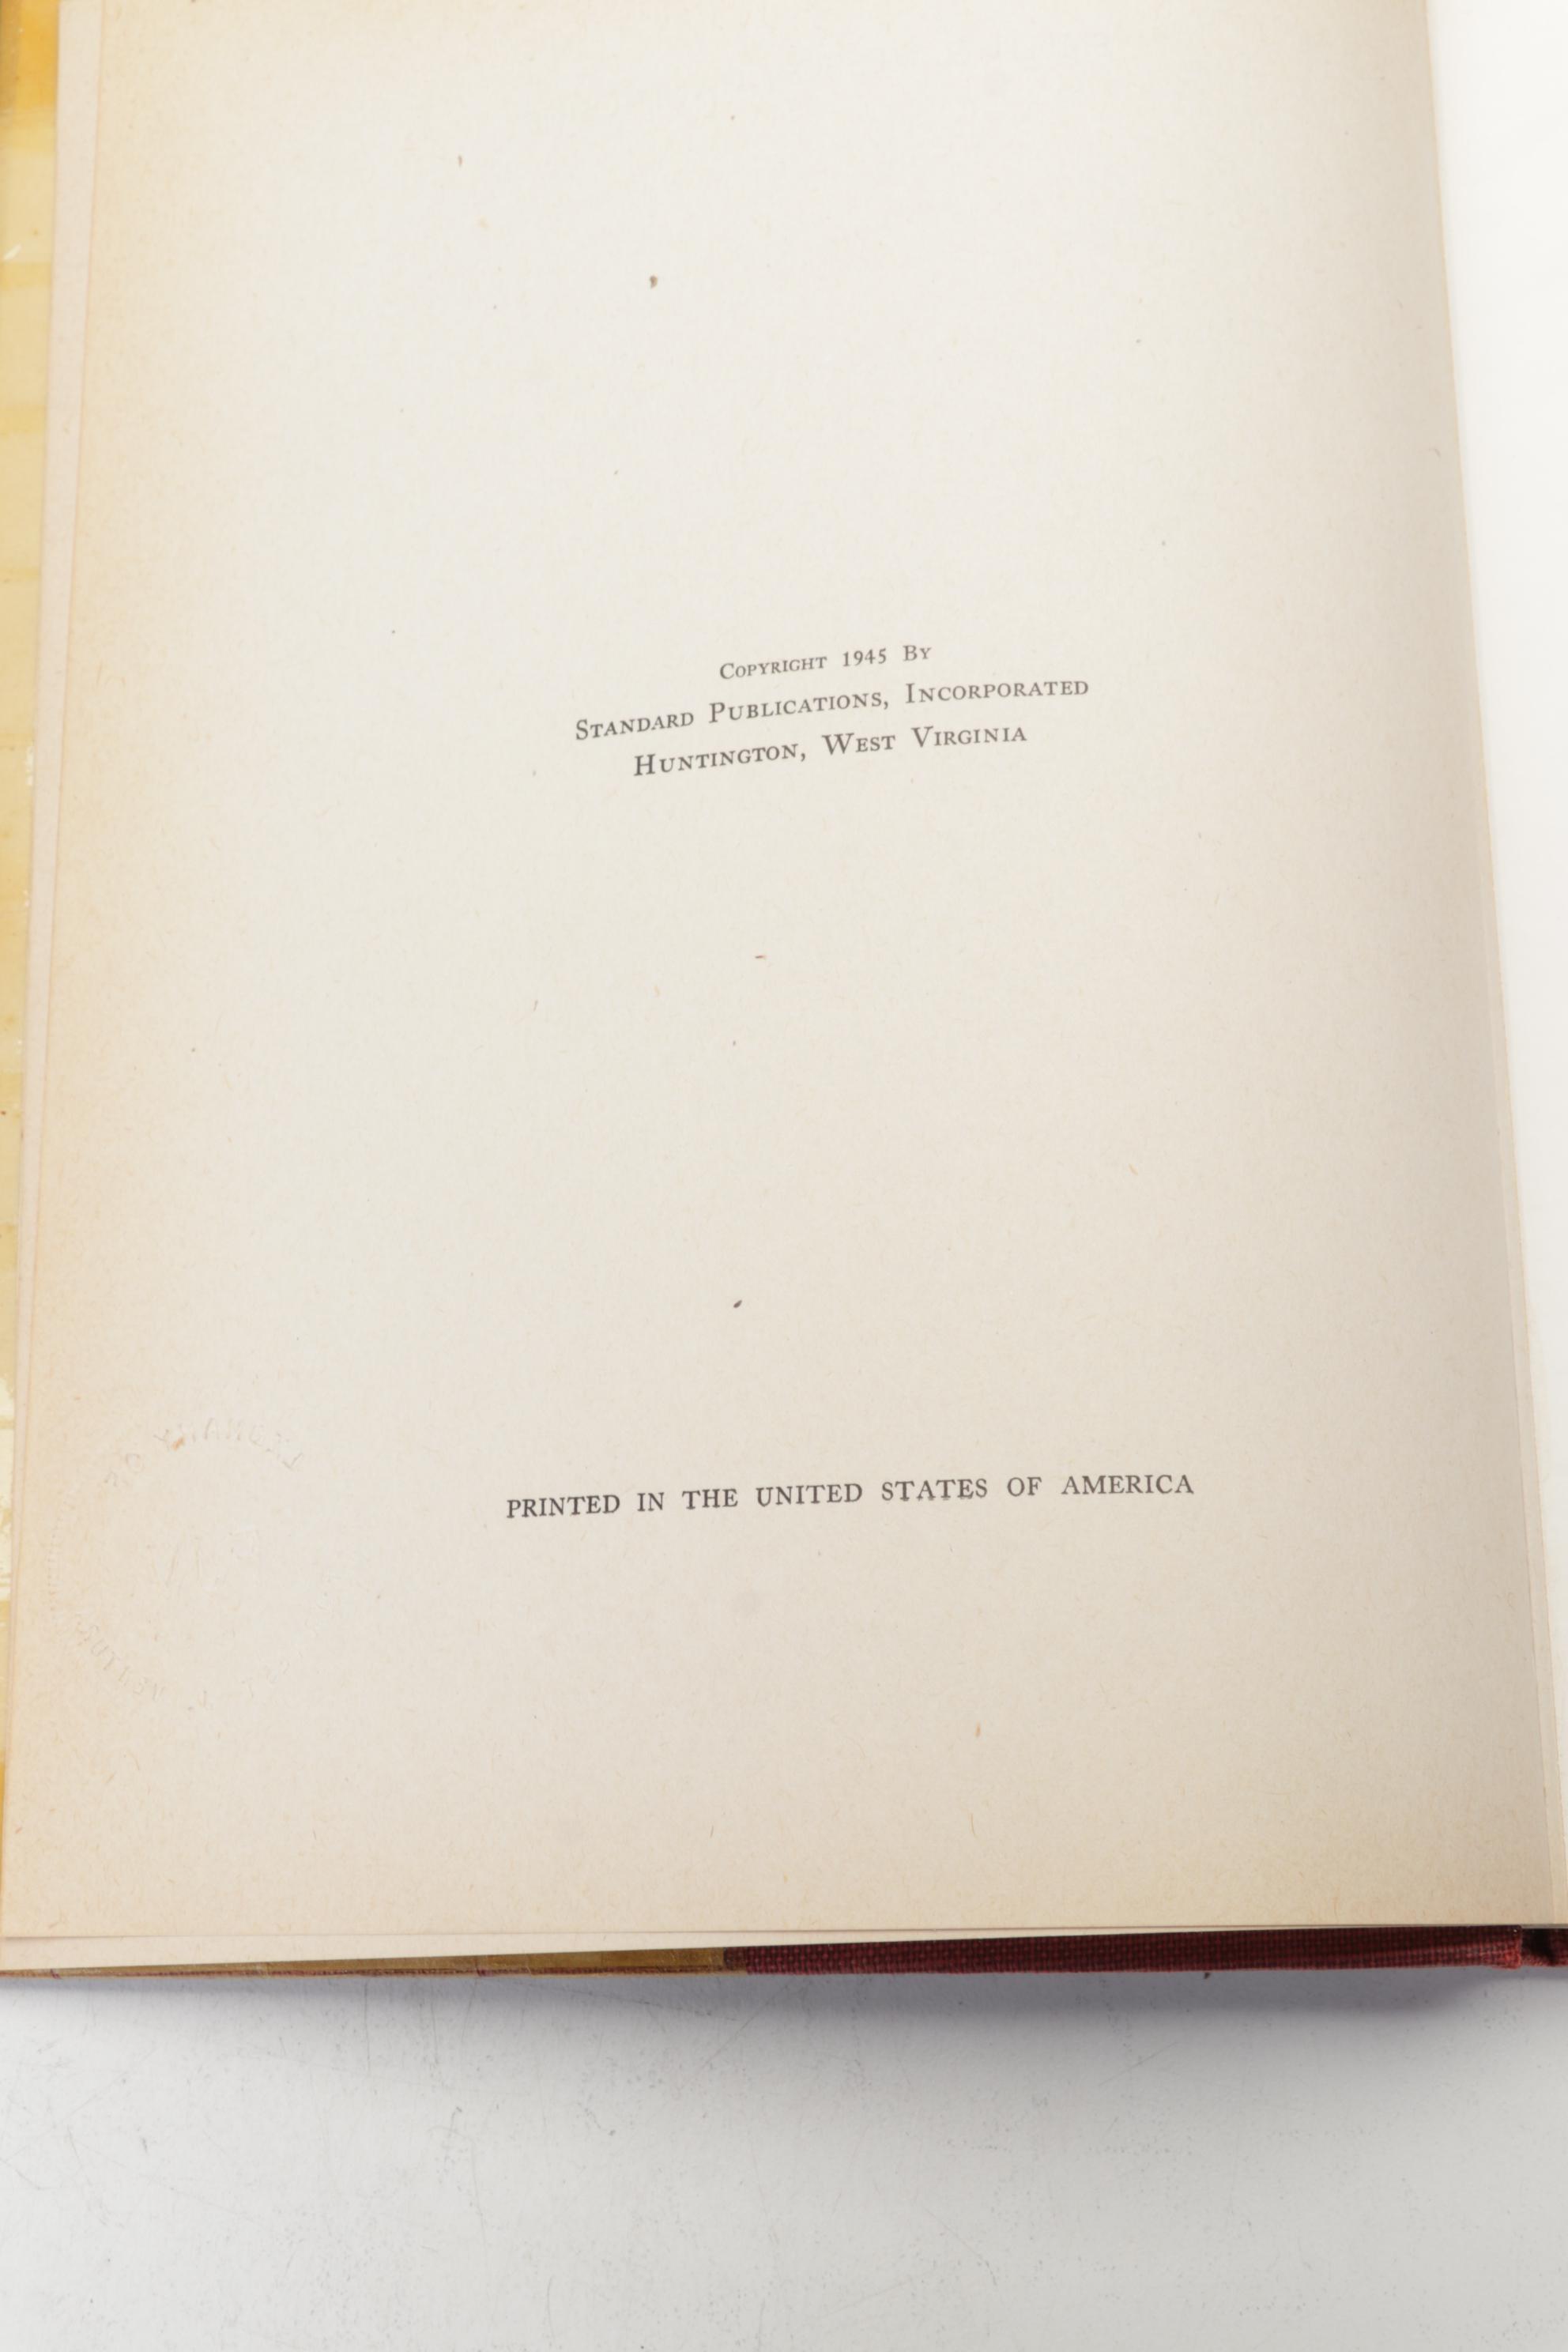 Copyright 1945 By
Standard Publications, Incorporated
Huntington, West Virginia
PRINTED IN THE UNITED STATES OF AMERICA